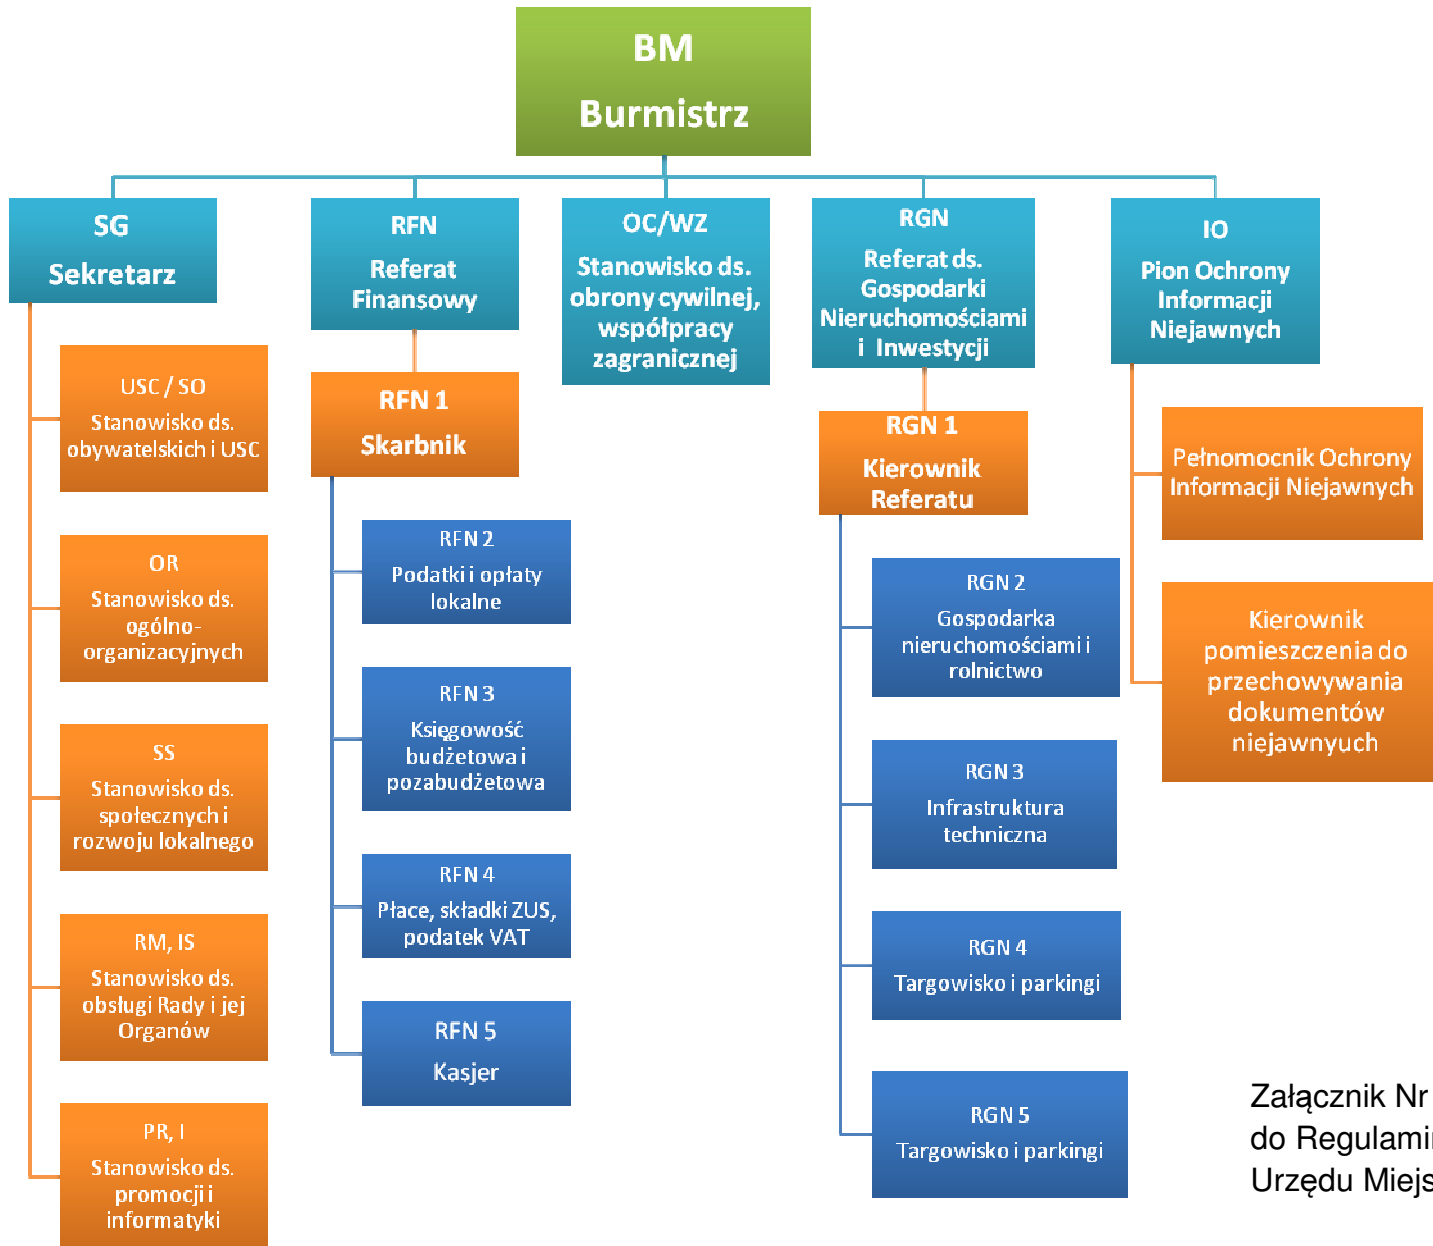 BM
Burmistrz
SG
Sekretarz
USC / SO
Stanowisko ds.
obywatelskich i USC
OR
Stanowisko ds.
ogólno-
organizacyjnych
SS
Stanowisko ds.
społecznych i
rozwoju lokalnego
RM, IS
Stanowisko ds.
obsługi Rady i jej
Organów
PR, I
Stanowisko ds.
promocji i
informatyki
RFN
Referat
Finansowy
RFN 1
Skarbnik
RFN 2
Podatki i opłaty
lokalne
RFN 3
Księgowość
budżetowa i
pozabudżetowa
RFN 4
Płace, składki ZUS,
podatek VAT
RFN 5
Kasjer
OC/WZ
Stanowisko ds.
obrony cywilnej,
współpracy
zagranicznej
RGN
Referat ds.
Gospodarki
Nieruchomościami
i Inwestycji
RGN 1
Kierownik
Referatu
RGN 2
Gospodarka
nieruchomościami i
rolnictwo
RGN 3
Infrastruktura
techniczna
RGN 4
Targowisko i parkingi
RGN 5
Targowisko i parkingi
IO
Pion Ochrony
Informacji
Niejawnych
Pełnomocnik Ochrony
Informacji Niejawnych
Kierownik
pomieszczenia do
przechowywania
dokumentów
niejawnyuch
Załącznik Nr
do
Urzędu